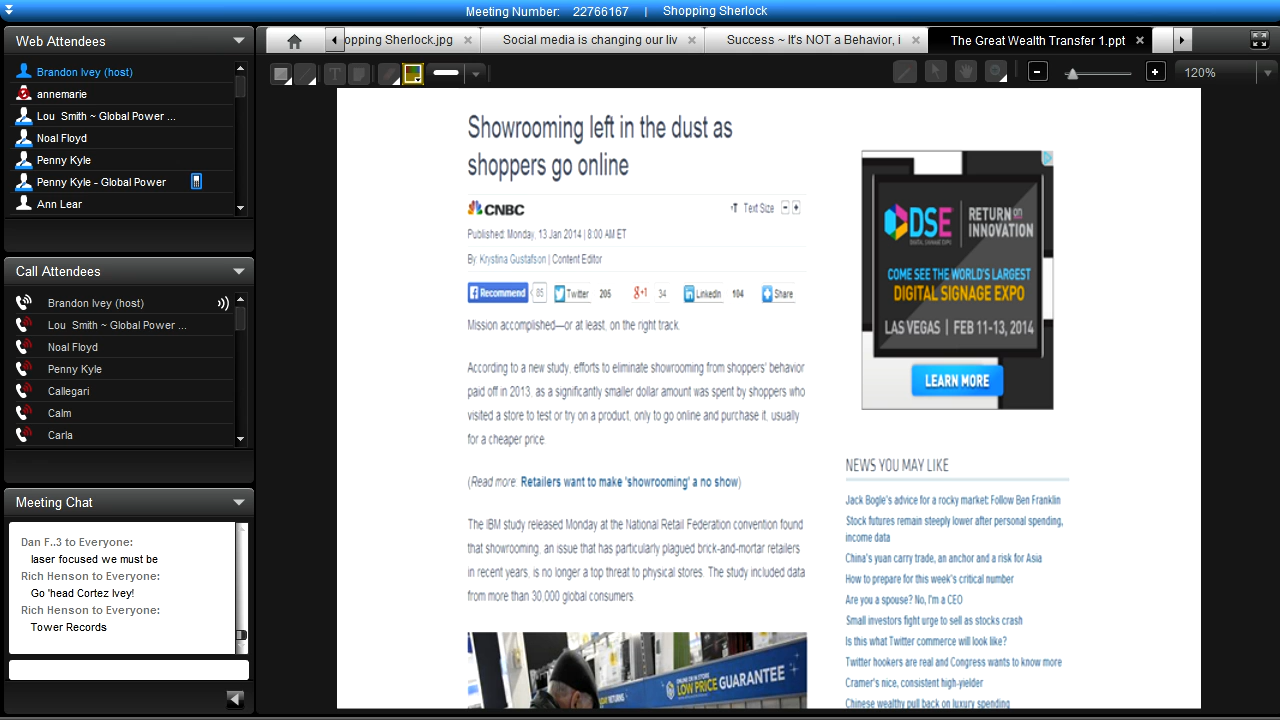 Meeting Number: 22766167 | Shopping Sherlock
Web Attendees
Brandon Ivey (host)
annemarie
Lou Smith ~ Global Power ...
Noal Floyd
Penny Kyle
Penny Kyle - Global Power
Ann Lear
Call Attendees
Brandon Ivey (host)
Lou Smith ~ Global Power ...
Noal Floyd
Penny Kyle
Callegari
Calm
Carla
Meeting Chat
Dan F..3 to Everyone:
laser focused we must be
Rich Henson to Everyone:
Go 'head Cortez Ivey!
Rich Henson to Everyone:
Tower Records
opping Sherlock.jpg
Social media is changing our liv
Success ~ It's NOT a Behavior, i
The Great Wealth Transfer 1.ppt
120%
Showrooming left in the dust as
shoppers go online
CNBC
Text Size
Published: Monday, 13 Jan 2014 | 8:00 AM ET
By: Krystina Gustafson | Content Editor
Recommend 85 Twitter 205 g+1 34 LinkedIn 104 Share
Mission accomplished—or at least, on the right track.
According to a new study, efforts to eliminate showrooming from shoppers' behavior
paid off in 2013, as a significantly smaller dollar amount was spent by shoppers who
visited a store to test or try on a product, only to go online and purchase it, usually
for a cheaper price.
(Read more: Retailers want to make 'showrooming' a no show)
The IBM study released Monday at the National Retail Federation convention found
that showrooming, an issue that has particularly plagued brick-and-mortar retailers
in recent years, is no longer a top threat to physical stores. The study included data
from more than 30,000 global consumers.
RETURNS
ONLINE OR IN STORE
LOW PRICE GUARANTEE
DSE
DIGITAL SIGNAGE EXPO
RETURN on
INNOVATION
COME SEE THE WORLD'S LARGEST
DIGITAL SIGNAGE EXPO
LAS VEGAS | FEB 11-13, 2014
LEARN MORE
NEWS YOU MAY LIKE
Jack Bogle's advice for a rocky market: Follow Ben Franklin
Stock futures remain steeply lower after personal spending,
income data
China's yuan carry trade, an anchor and a risk for Asia
How to prepare for this week's critical number
Are you a spouse? No, I'm a CEO
Small investors fight urge to sell as stocks crash
Is this what Twitter commerce will look like?
Twitter hookers are real and Congress wants to know more
Cramer's nice, consistent high-yielder
Chinese wealthy pull back on luxury spending